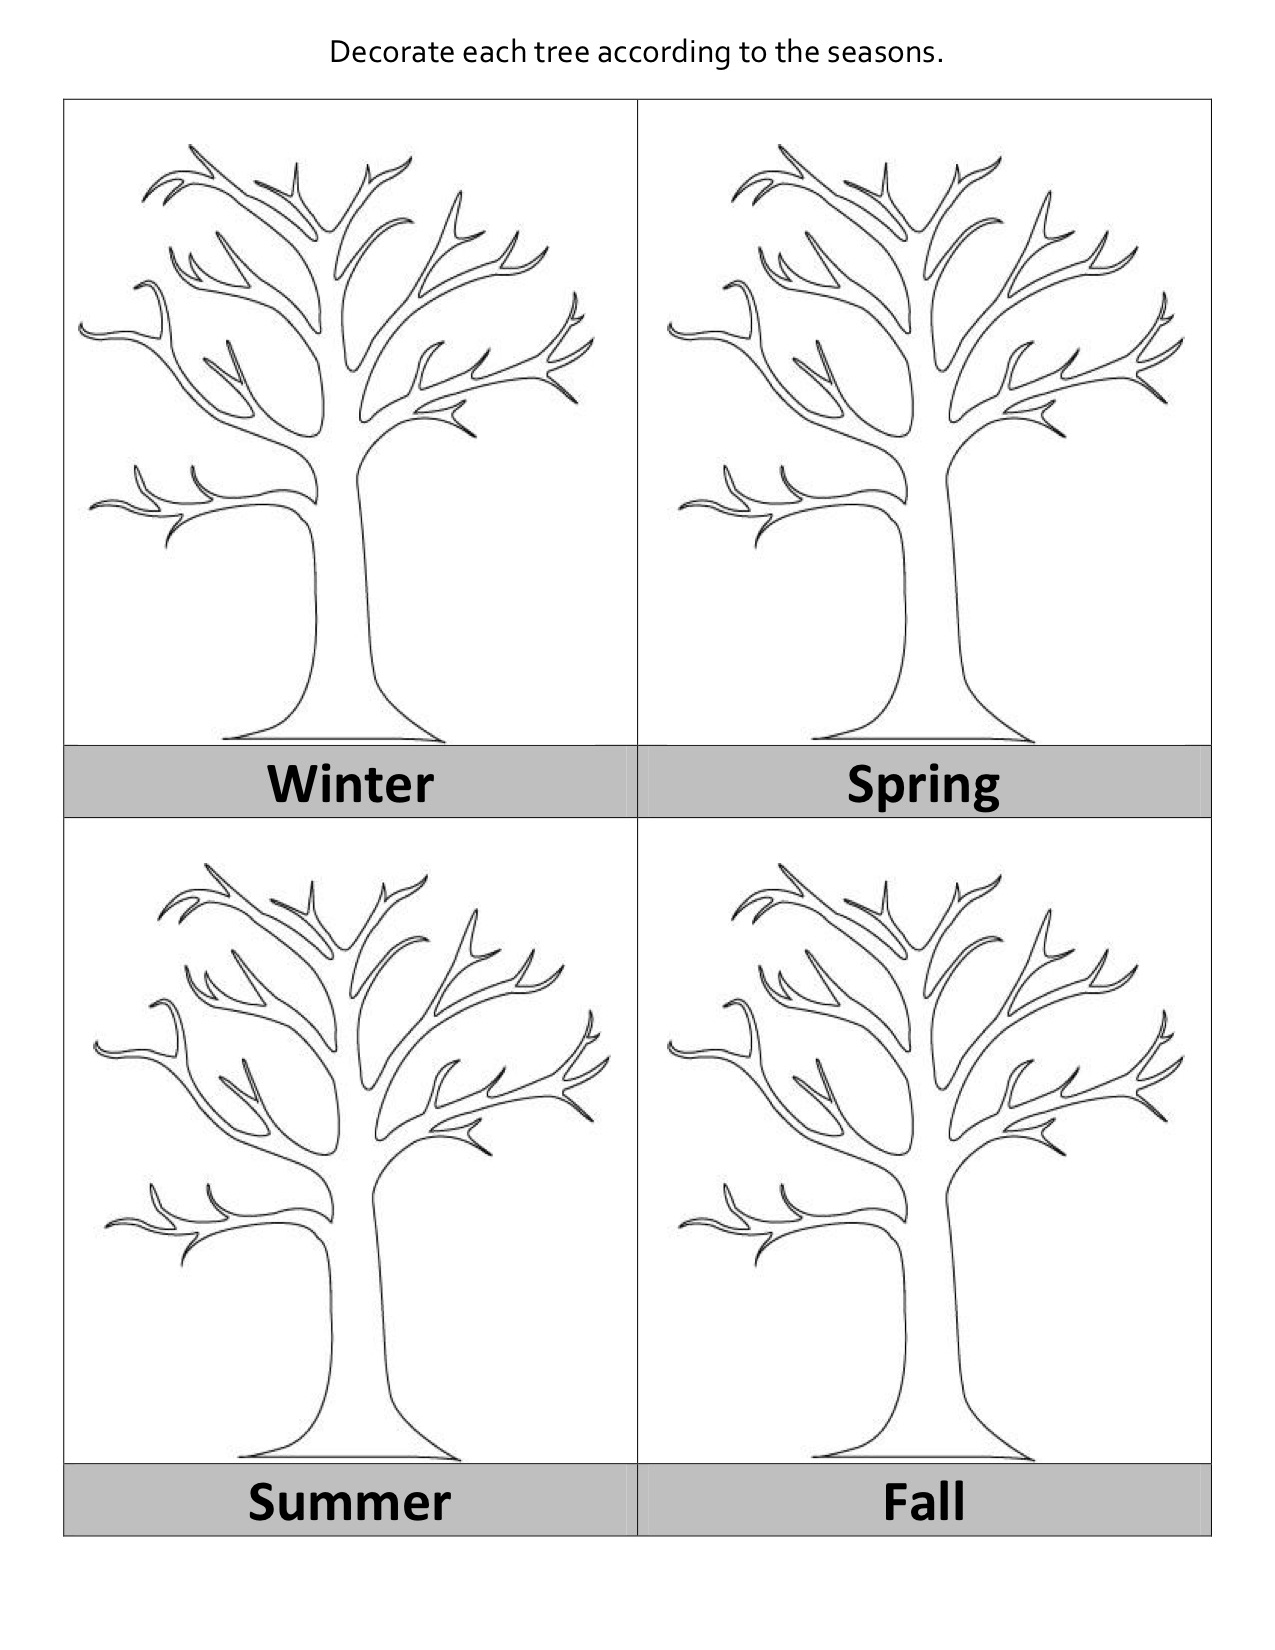 Decorate each tree according to the seasons.
Winter
Spring
Summer
Fall